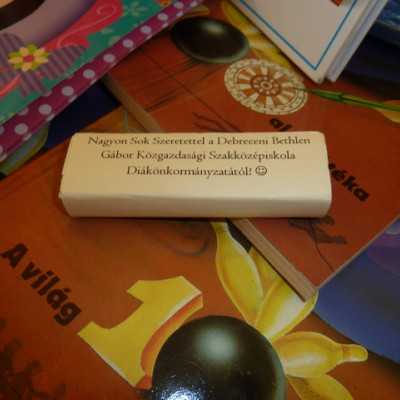 Nagyon Sok Szeretettel a Debreceni Bethlen
Gábor Közgazdasági Szakközépiskola
Diákönkormányzatától! ☺
A világ
1